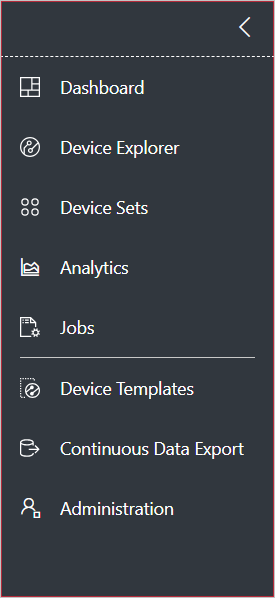 Dashboard
Device Explorer
Device Sets
Analytics
Jobs
Device Templates
Continuous Data Export
Administration